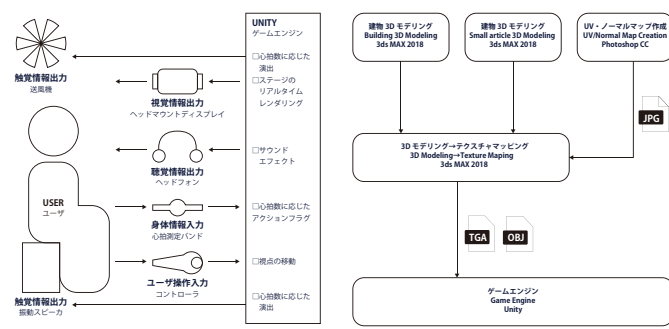 UNITY
ゲームエンジン
□心拍数に応じた
演出
触覚情報出力
送風機
□ステージの
リアルタイム
レンダリング
視覚情報出力
ヘッドマウントディスプレイ
□サウンド
エフェクト
聴覚情報出力
ヘッドフォン
USER
ユーザ
□心拍数に応じた
アクションフラグ
身体情報入力
心拍測定バンド
□視点の移動
ユーザ操作入力
コントローラ
□心拍数に応じた
演出
触覚情報出力
振動スピーカ
建物 3D モデリング
Building 3D Modeling
3ds MAX 2018
建物 3D モデリング
Small article 3D Modeling
3ds MAX 2018
UV・ノーマルマップ作成
UV/Normal Map Creation
Photoshop CC
JPG
3D モデリング→テクスチャマッピング
3D Modeling→Texture Maping
3ds MAX 2018
TGA
OBJ
ゲームエンジン
Game Engine
Unity